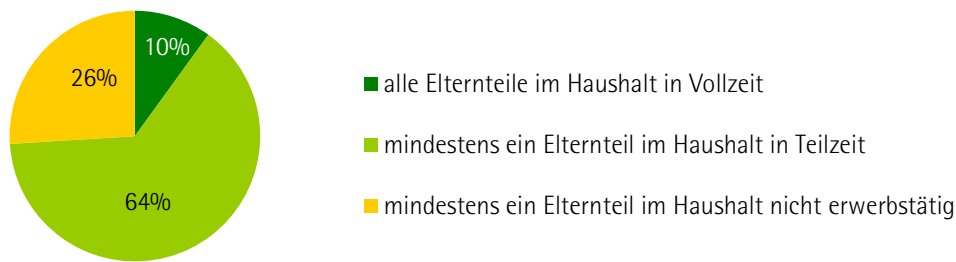 10%
26%
64%
alle Elternteile im Haushalt in Vollzeit
mindestens ein Elternteil im Haushalt in Teilzeit
mindestens ein Elternteil im Haushalt nicht erwerbstätig